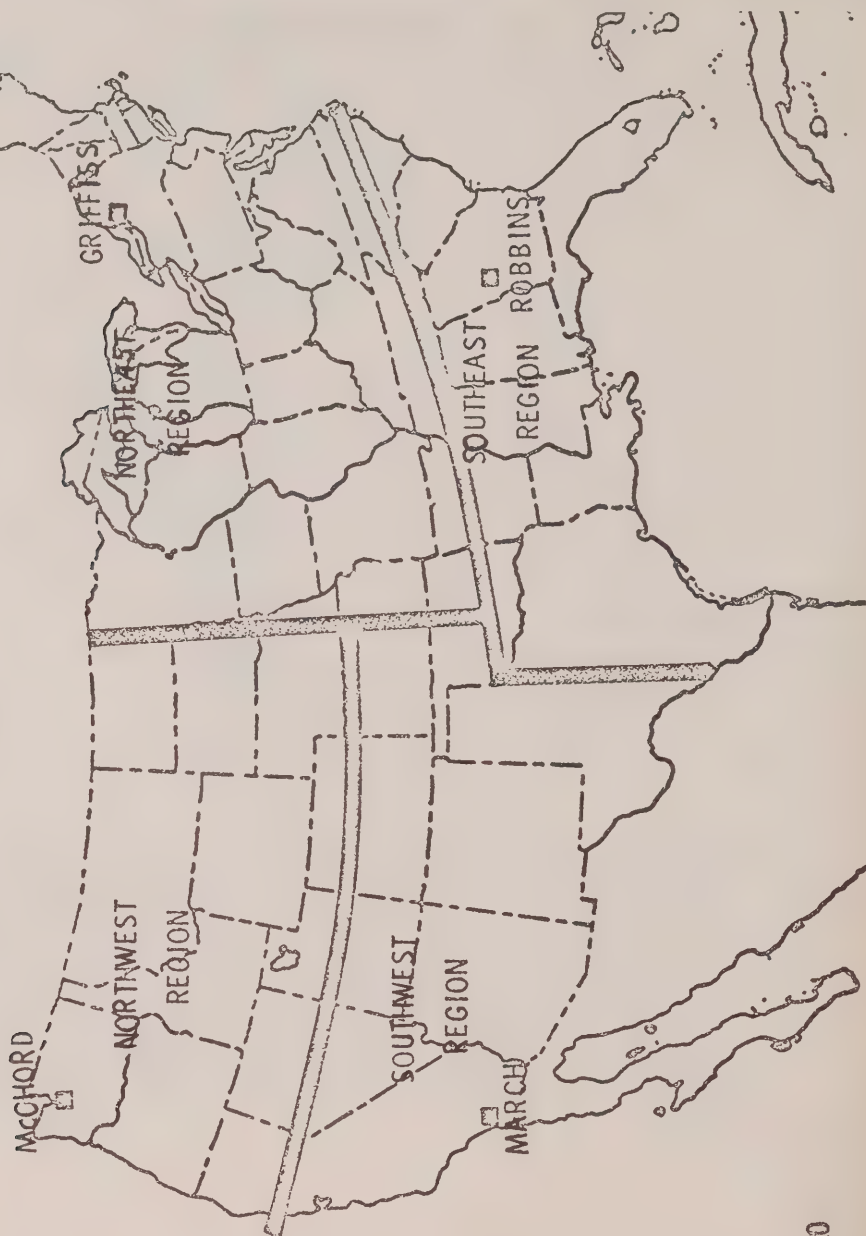 McCHORD
NORTHWEST
REGION
SOUTHWEST
REGION
MARCH
NORTHEAST
REGION
GRIFFISS
SOUTHEAST
REGION
ROBBINS